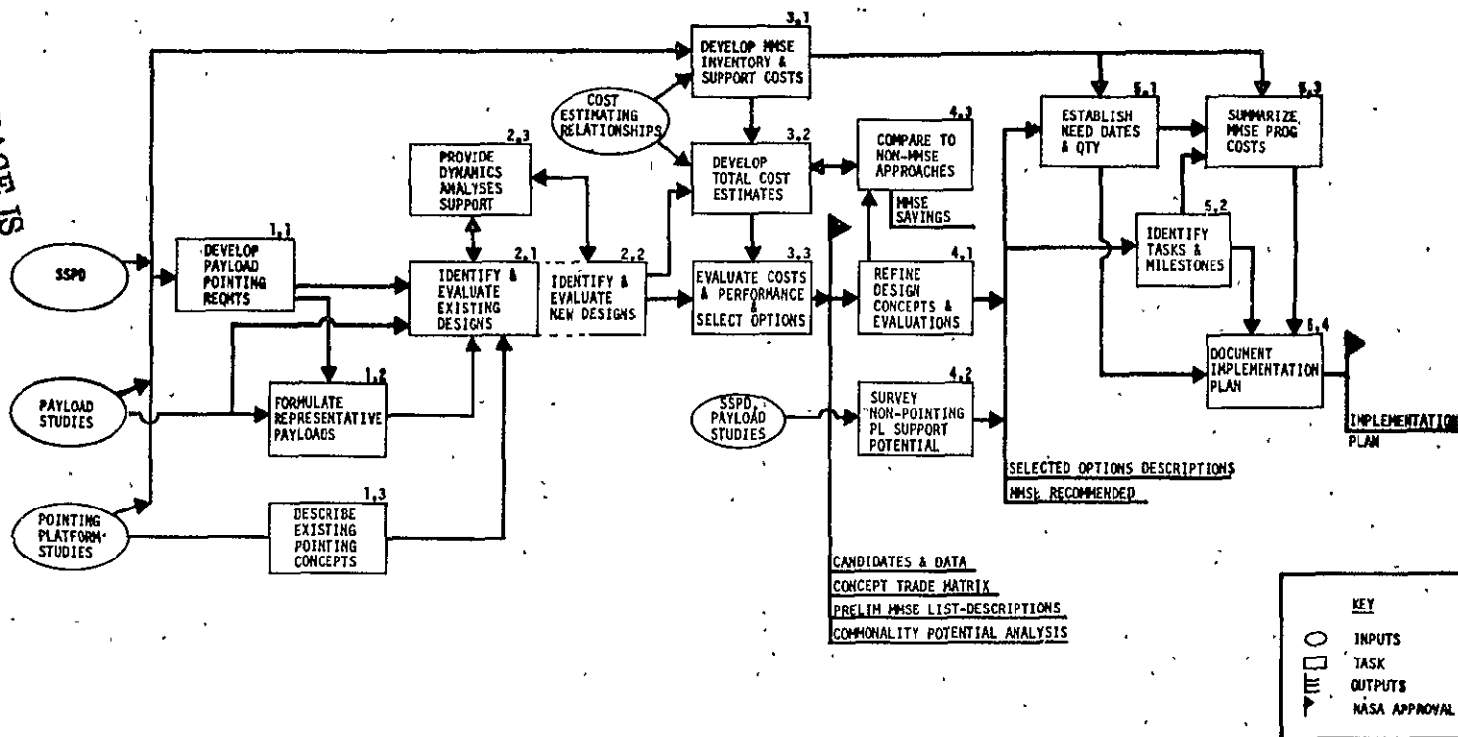 PAGE IS
SSPD
PAYLOAD
STUDIES
POINTING
PLATFORM
STUDIES
1.1
DEVELOP
PAYLOAD
POINTING
REQMTS
1.2
FORMULATE
REPRESENTATIVE
PAYLOADS
1.3
DESCRIBE
EXISTING
POINTING
CONCEPTS
2.3
PROVIDE
DYNAMICS
ANALYSES
SUPPORT
2.1
IDENTIFY &
EVALUATE
EXISTING
DESIGNS
2.2
IDENTIFY &
EVALUATE
NEW DESIGNS
COST
ESTIMATING
RELATIONSHIPS
3.1
DEVELOP MMSE
INVENTORY &
SUPPORT COSTS
3.2
DEVELOP
TOTAL COST
ESTIMATES
3.3
EVALUATE COSTS
& PERFORMANCE
&
SELECT OPTIONS
4.3
COMPARE TO
NON-MMSE
APPROACHES
MMSE
SAVINGS
4.1
REFINE
DESIGN
CONCEPTS &
EVALUATIONS
SSPD,
PAYLOAD
STUDIES
4.2
SURVEY
NON-POINTING
PL SUPPORT
POTENTIAL
CANDIDATES & DATA
CONCEPT TRADE MATRIX
PRELIM MMSE LIST-DESCRIPTIONS
COMMONALITY POTENTIAL ANALYSIS
SELECTED OPTIONS DESCRIPTIONS
MMSE RECOMMENDED
5.1
ESTABLISH
NEED DATES
& QTY
5.3
SUMMARIZE
MMSE PROG
COSTS
5.2
IDENTIFY
TASKS &
MILESTONES
5.4
DOCUMENT
IMPLEMENTATION
PLAN
IMPLEMENTATION
PLAN
KEY
INPUTS
TASK
OUTPUTS
NASA APPROVAL